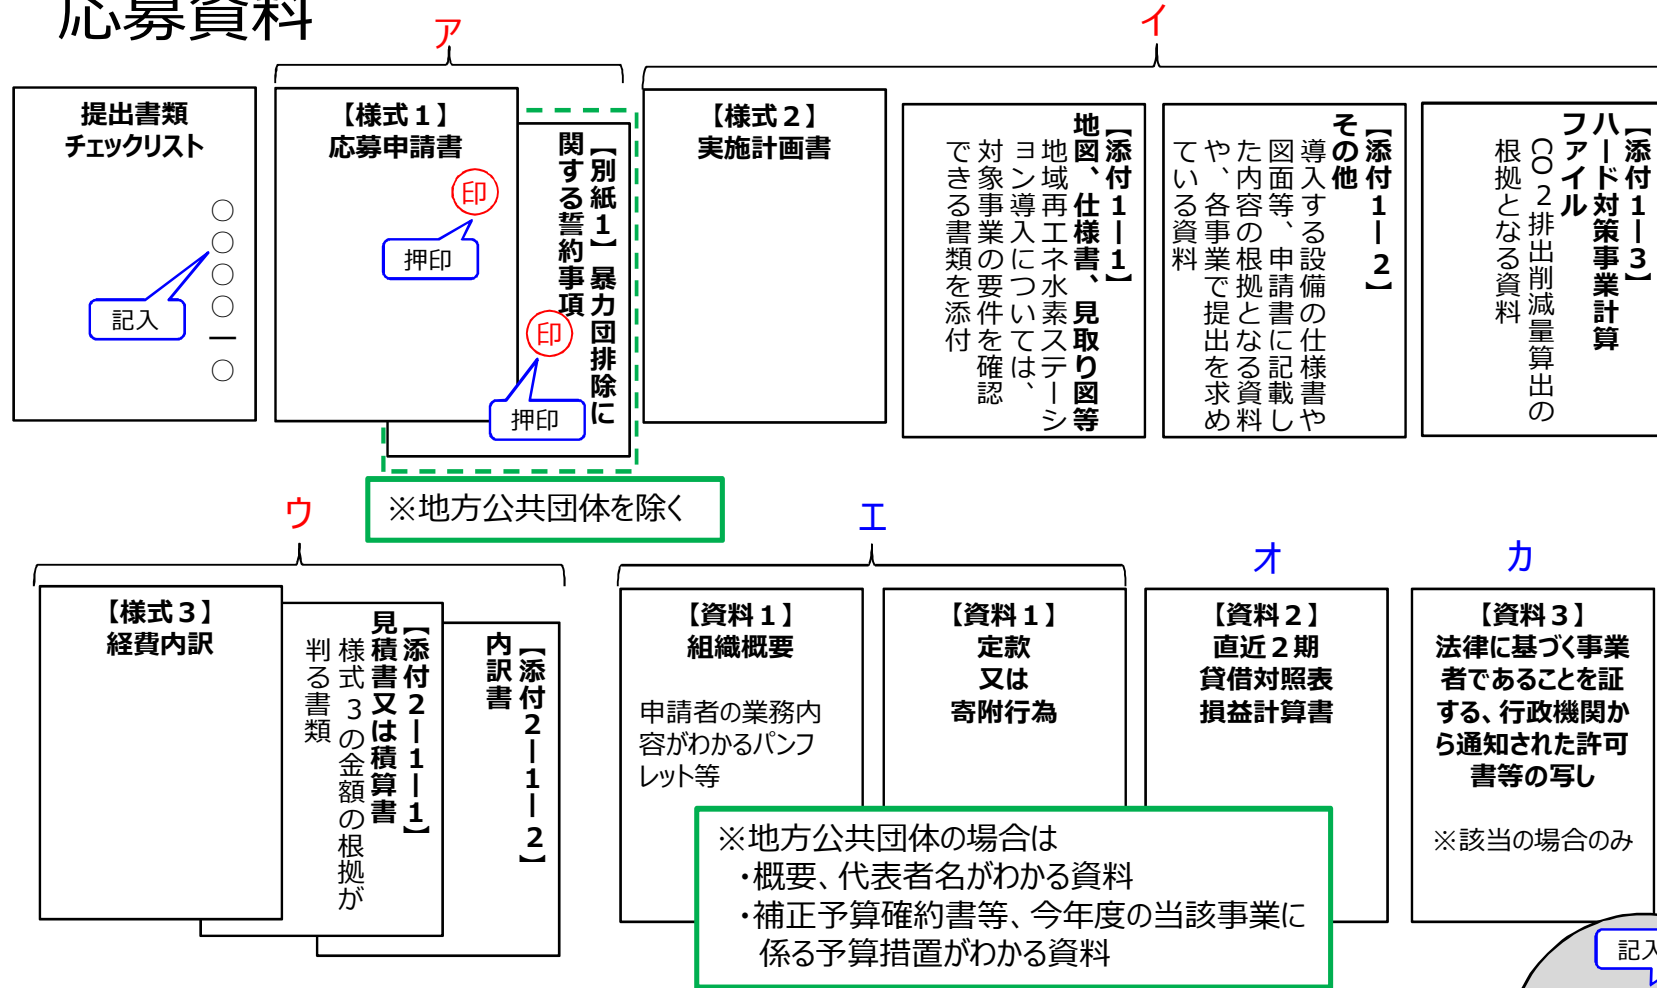 応募資料
ア
イ
提出書類
チェックリスト
○
○
○
○
ー
○
記入
【様式１】
応募申請書
印
押印
【別紙１】暴力団排除に
関する誓約事項
印
押印
※地方公共団体を除く
【様式２】
実施計画書
【添付１ー１】
地図、仕様書、見取り図等
地域再エネ水素ステーシ
ョン導入については、
対象事業の要件を確認
できる書類を添付
【添付１ー２】
その他
導入する設備の仕様書や
図面等、申請書に記載し
た内容の根拠となる資料
や、各事業で提出を求め
ている資料
【添付１ー３】
ハード対策事業計算
ファイル
ＣＯ２排出削減量算出の
根拠となる資料
ウ
エ
オ
カ
【様式３】
経費内訳
【添付２ー１ー１】
見積書又は積算書
様式３の金額の根拠が
判る書類
【添付２ー１ー２】
内訳書
【資料１】
組織概要
申請者の業務内
容がわかるパンフ
レット等
【資料１】
定款
又は
寄附行為
【資料２】
直近２期
貸借対照表
損益計算書
【資料３】
法律に基づく事業
者であることを証
する、行政機関か
ら通知された許可
書等の写し
※該当の場合のみ
※地方公共団体の場合は
・概要、代表者名がわかる資料
・補正予算確約書等、今年度の当該事業に
係る予算措置がわかる資料
記入